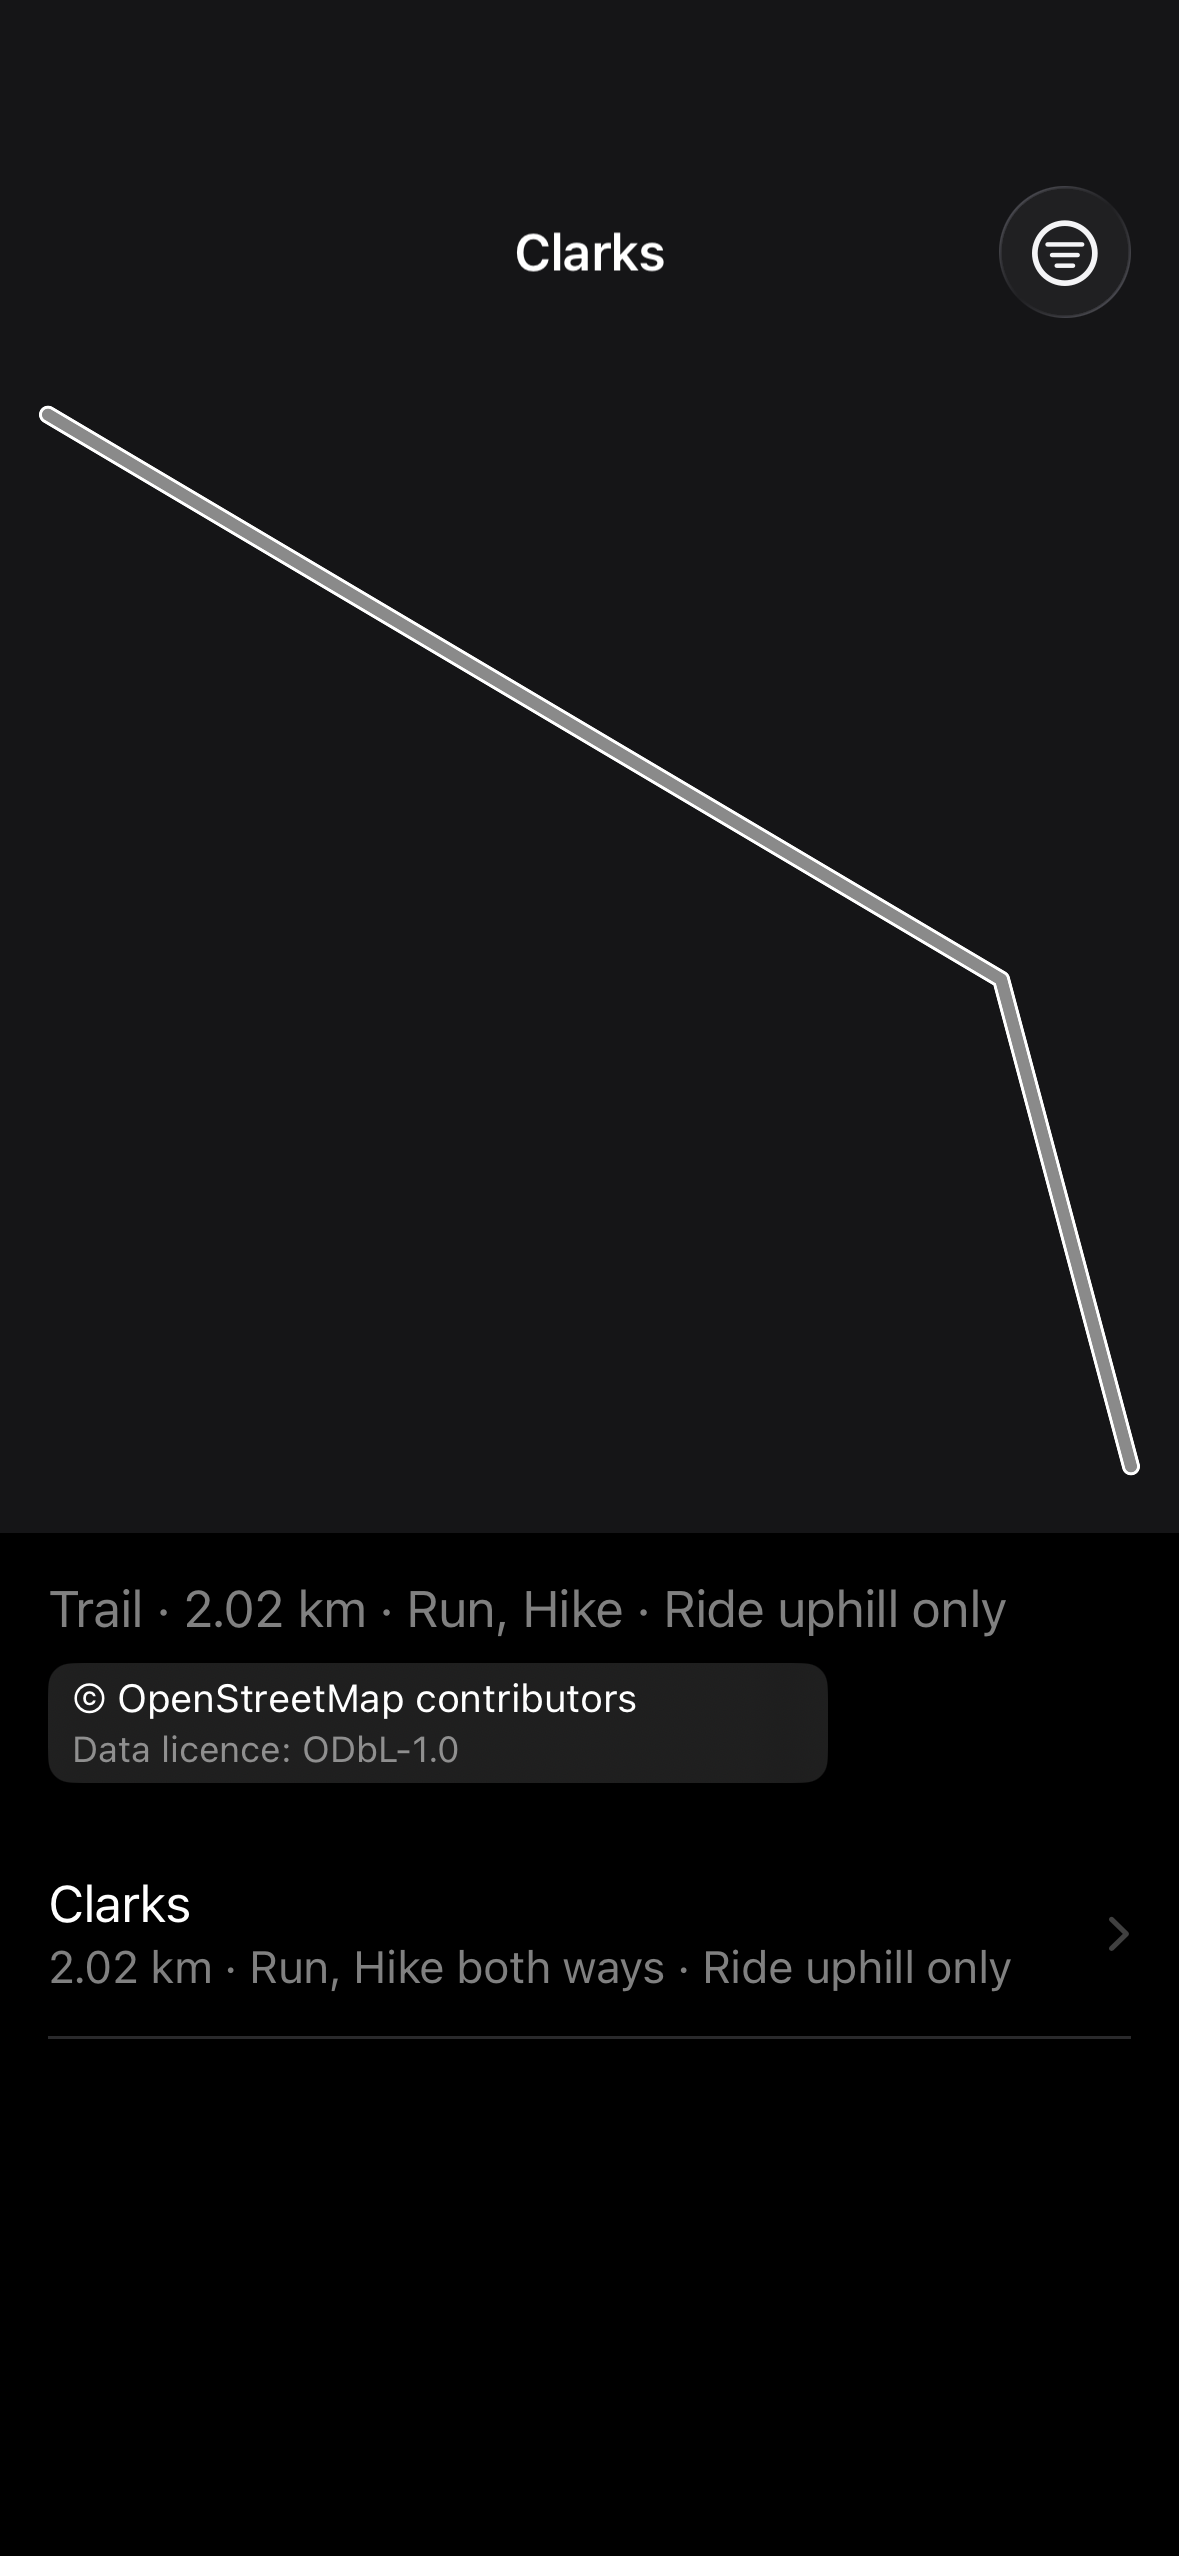 Clarks
Trail · 2.02 km · Run, Hike · Ride uphill only
© OpenStreetMap contributors
Data licence: ODbL-1.0
Clarks
2.02 km · Run, Hike both ways · Ride uphill only